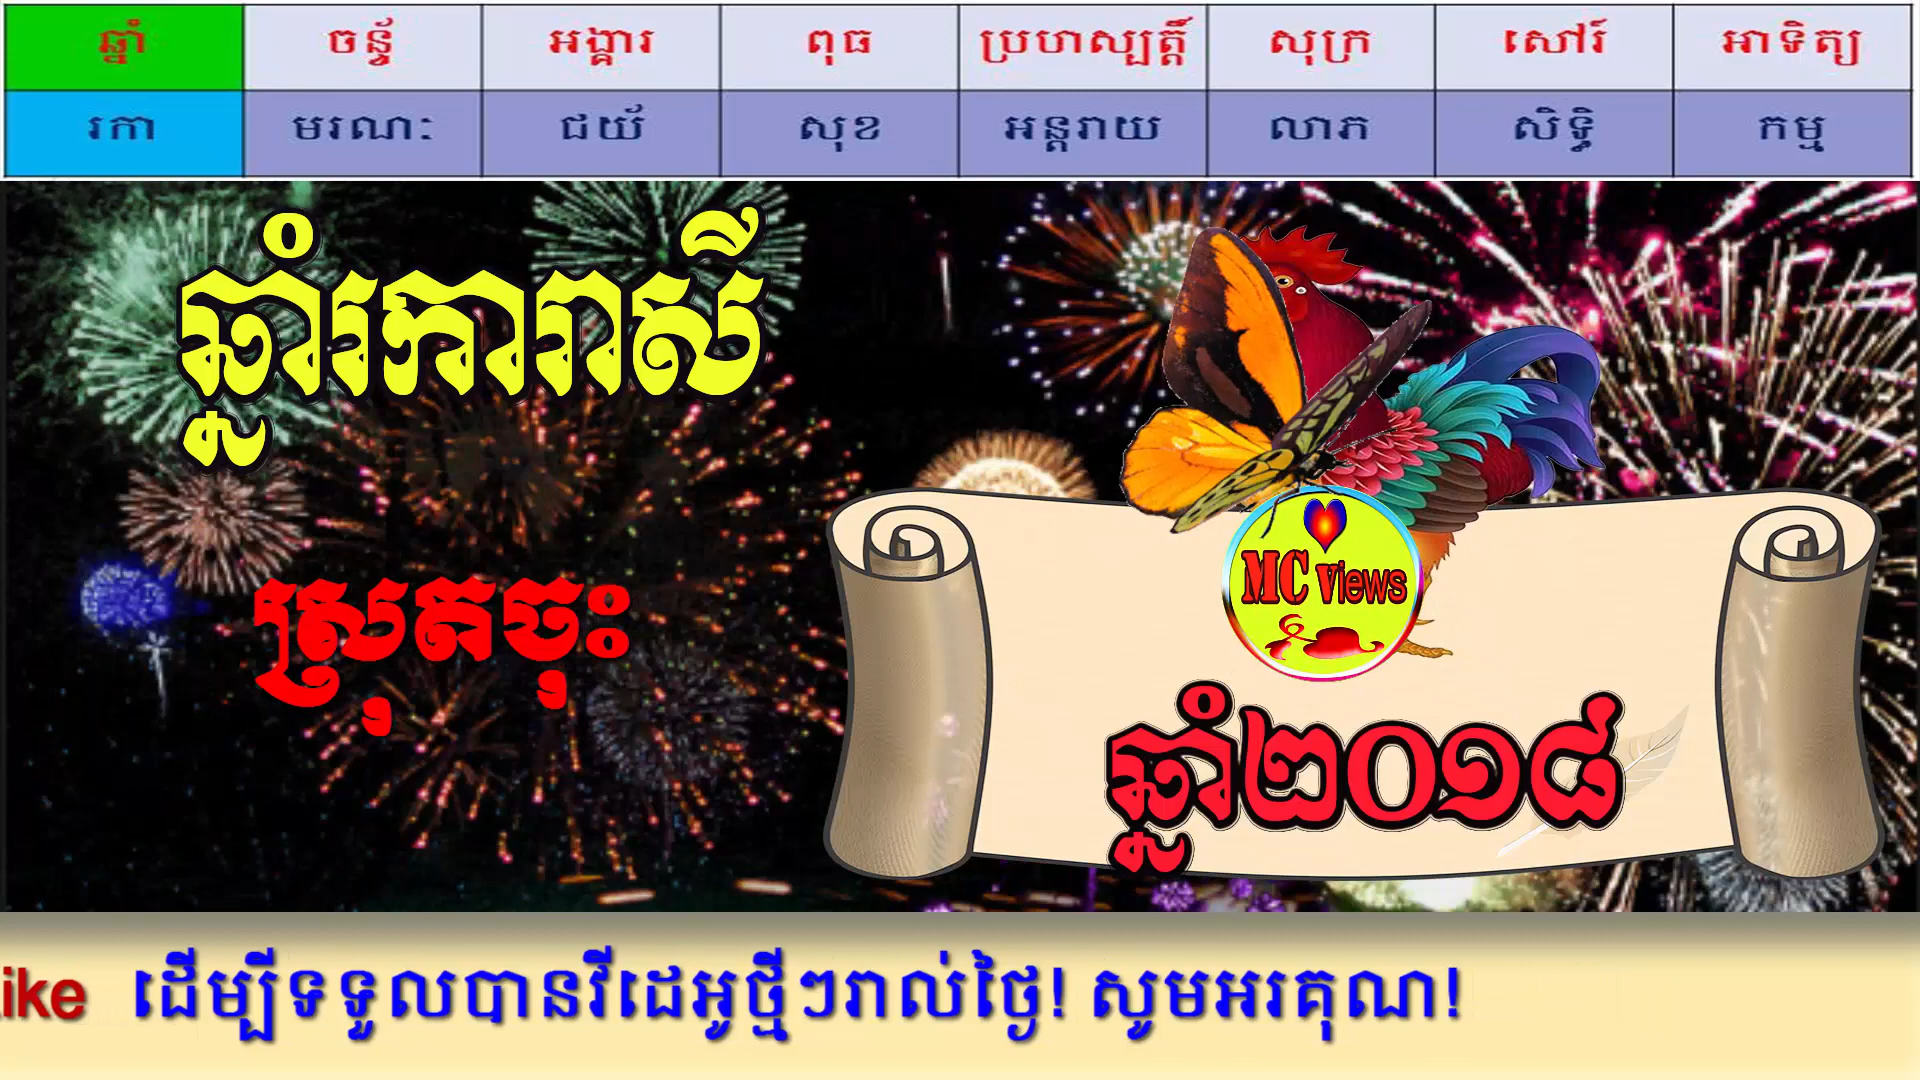 ឆ្នាំ ចន្ទ័ អង្គារ ពុធ ប្រហស្បត្តិ៍ សុក្រ សៅរ៍ អាទិត្យ
រកា មរណៈ ជយ័ សុខ អន្តរាយ លាភ សិទ្ធិ កម្ម
ឆ្នាំរការាសី
ស្រុតចុះ
MC Views
ឆ្នាំ២០១៨
ike ដើម្បីទទួលបានវីដេអូថ្មីៗរាល់ថ្ងៃ! សូមអរគុណ!